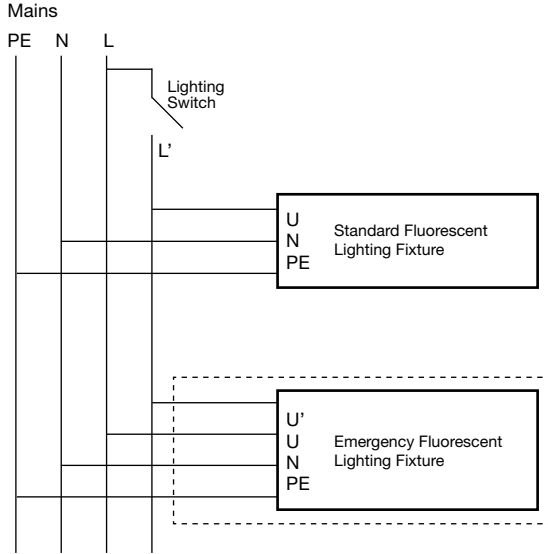 Mains
PE N L
Lighting
Switch
L'
U
N
PE
Standard Fluorescent
Lighting Fixture
U'
U
N
PE
Emergency Fluorescent
Lighting Fixture